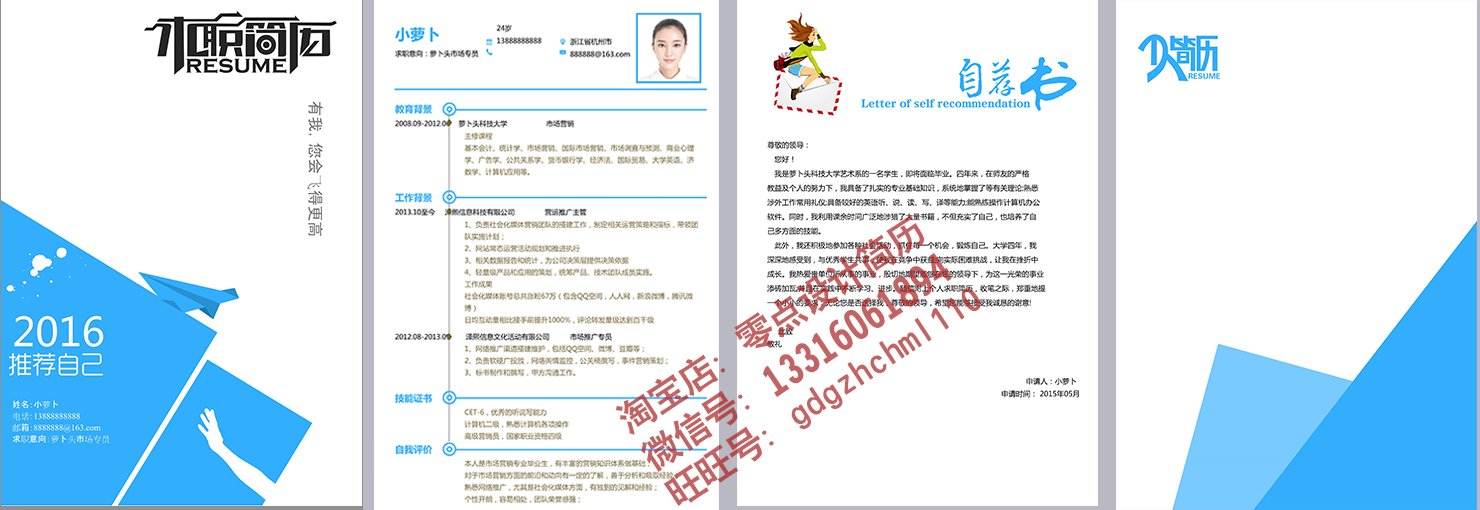 求职简历
RESUME
有我，您会飞得更高
2016
推荐自己
姓名:小萝卜
电话:13888888888
邮箱:8888888@163.com
求职意向:萝卜头市场专员
小萝卜
24岁
13888888888
浙江省杭州市
求职意向：萝卜头市场专员
888888@163.com
教育背景
2008.09-2012.06 萝卜头科技大学 市场营销
主修课程
基本会计、统计学、市场营销、国际市场营销、市场调查与预测、商业心理
学、广告学、公共关系学、货币银行学、经济法、国际贸易、大学英语、济
数学、计算机应用等。
工作背景
2013.10至今 泽熙信息科技有限公司 营运推广主管
1、负责社会化媒体营销团队的搭建工作，制定相关运营策略和指标，带领团
队实施计划；
2、网站常态运营活动规划和推进执行
3、相关数据报告和统计，为公司决策层提供决策依据
4、轻量级产品和应用的策划，统筹产品、技术团队成员实施。
工作成果
社会化媒体账号总共涨粉67万（包含QQ空间，人人网，新浪微博，腾讯微
博）
日均互动量相比接手前提升1000%，评论转发量级达到百千级
2012.08-2013.09 泽熙信息文化活动有限公司 市场推广专员
1、网络推广渠道搭建维护，包括QQ空间、微博、豆瓣等；
2、负责软硬广投放，网络舆情监控，公关稿撰写，事件营销策划；
3、标书制作和撰写，甲方沟通工作。
技能证书
CET-6，优秀的听说写能力
计算机二级，熟悉计算机各项操作
高级营销员，国家职业资格四级
自我评价
本人是市场营销专业毕业生，有丰富的营销知识体系做基础；
对于市场营销方面的前沿和动向有一定的了解，善于分析和吸取经验
熟悉网络推广，尤其是社会化媒体方面，有独到的见解和经验；
个性开朗，容易相处，团队荣誉感强；
自荐书
Letter of self recommendation
尊敬的领导：
您好！
我是萝卜头科技大学艺术系的一名学生，即将面临毕业。四年来，在师友的严格
教益及个人的努力下，我具备了扎实的专业基础知识，系统地掌握了等有关理论;熟悉
涉外工作常用礼仪;具备较好的英语听、说、读、写、译等能力;能熟练操作计算机办公
软件。同时，我利用课余时间广泛地涉猎了大量书籍，不但充实了自己，也培养了自
己多方面的技能。
此外，我还积极地参加各种社会活动，抓住每一个机会，锻炼自己。大学四年，我
深深地感受到，与优秀学生共事，使我在竞争中获益;向实际困难挑战，让我在挫折中
成长。我热爱贵单位所从事的事业，殷切地期望能够在您的领导下，为这一光荣的事业
添砖加瓦;并且在实践中不断学习、进步。随信附上个人求职简历，收笔之际，郑重地提
一个小小的要求：无论您是否选择我，尊敬的领导，希望您能够接受我诚恳的谢意!
此致
敬礼
申请人：小萝卜
申请时间： 2015年05月
淘宝店：零点设计简历
微信号：13316061894
旺旺号：gdgzhchml110
个人简历
RESUME